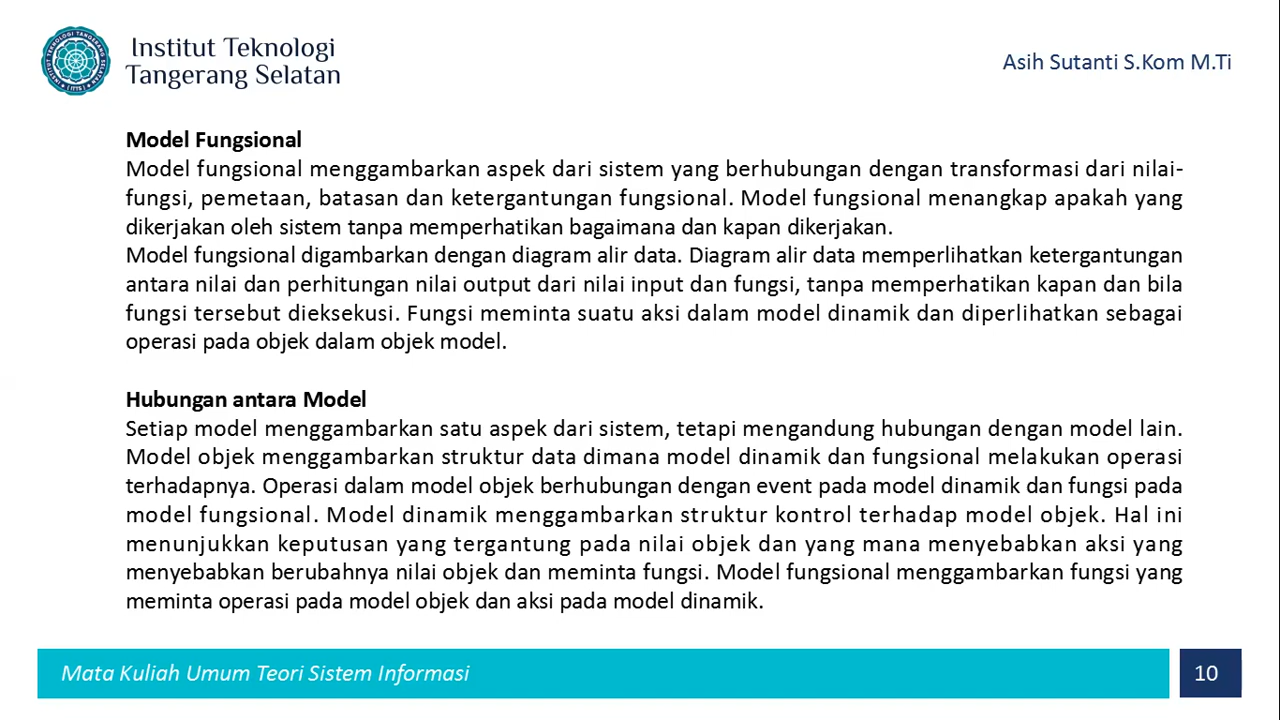 Institut Teknologi
Tangerang Selatan
Asih Sutanti S.Kom M.Ti
Model Fungsional
Model fungsional menggambarkan aspek dari sistem yang berhubungan dengan transformasi dari nilai-
fungsi, pemetaan, batasan dan ketergantungan fungsional. Model fungsional menangkap apakah yang
dikerjakan oleh sistem tanpa memperhatikan bagaimana dan kapan dikerjakan.
Model fungsional digambarkan dengan diagram alir data. Diagram alir data memperlihatkan ketergantungan
antara nilai dan perhitungan nilai output dari nilai input dan fungsi, tanpa memperhatikan kapan dan bila
fungsi tersebut dieksekusi. Fungsi meminta suatu aksi dalam model dinamik dan diperlihatkan sebagai
operasi pada objek dalam objek model.
Hubungan antara Model
Setiap model menggambarkan satu aspek dari sistem, tetapi mengandung hubungan dengan model lain.
Model objek menggambarkan struktur data dimana model dinamik dan fungsional melakukan operasi
terhadapnya. Operasi dalam model objek berhubungan dengan event pada model dinamik dan fungsi pada
model fungsional. Model dinamik menggambarkan struktur kontrol terhadap model objek. Hal ini
menunjukkan keputusan yang tergantung pada nilai objek dan yang mana menyebabkan aksi yang
menyebabkan berubahnya nilai objek dan meminta fungsi. Model fungsional menggambarkan fungsi yang
meminta operasi pada model objek dan aksi pada model dinamik.
Mata Kuliah Umum Teori Sistem Informasi
10